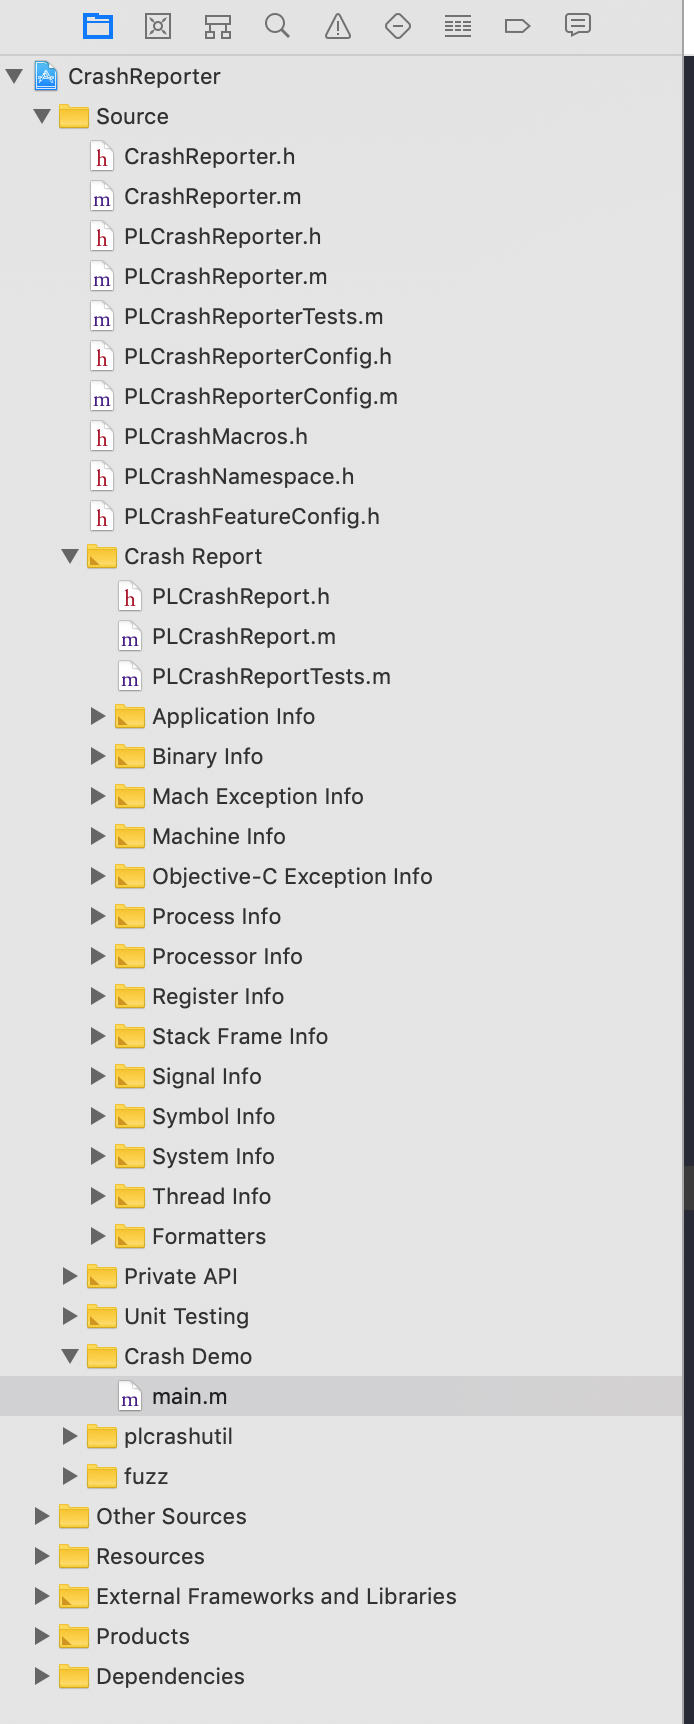 CrashReporter
Source
h CrashReporter.h
m CrashReporter.m
h PLCrashReporter.h
m PLCrashReporter.m
m PLCrashReporterTests.m
h PLCrashReporterConfig.h
m PLCrashReporterConfig.m
h PLCrashMacros.h
h PLCrashNamespace.h
h PLCrashFeatureConfig.h
Crash Report
h PLCrashReport.h
m PLCrashReport.m
m PLCrashReportTests.m
Application Info
Binary Info
Mach Exception Info
Machine Info
Objective-C Exception Info
Process Info
Processor Info
Register Info
Stack Frame Info
Signal Info
Symbol Info
System Info
Thread Info
Formatters
Private API
Unit Testing
Crash Demo
m main.m
plcrashutil
fuzz
Other Sources
Resources
External Frameworks and Libraries
Products
Dependencies